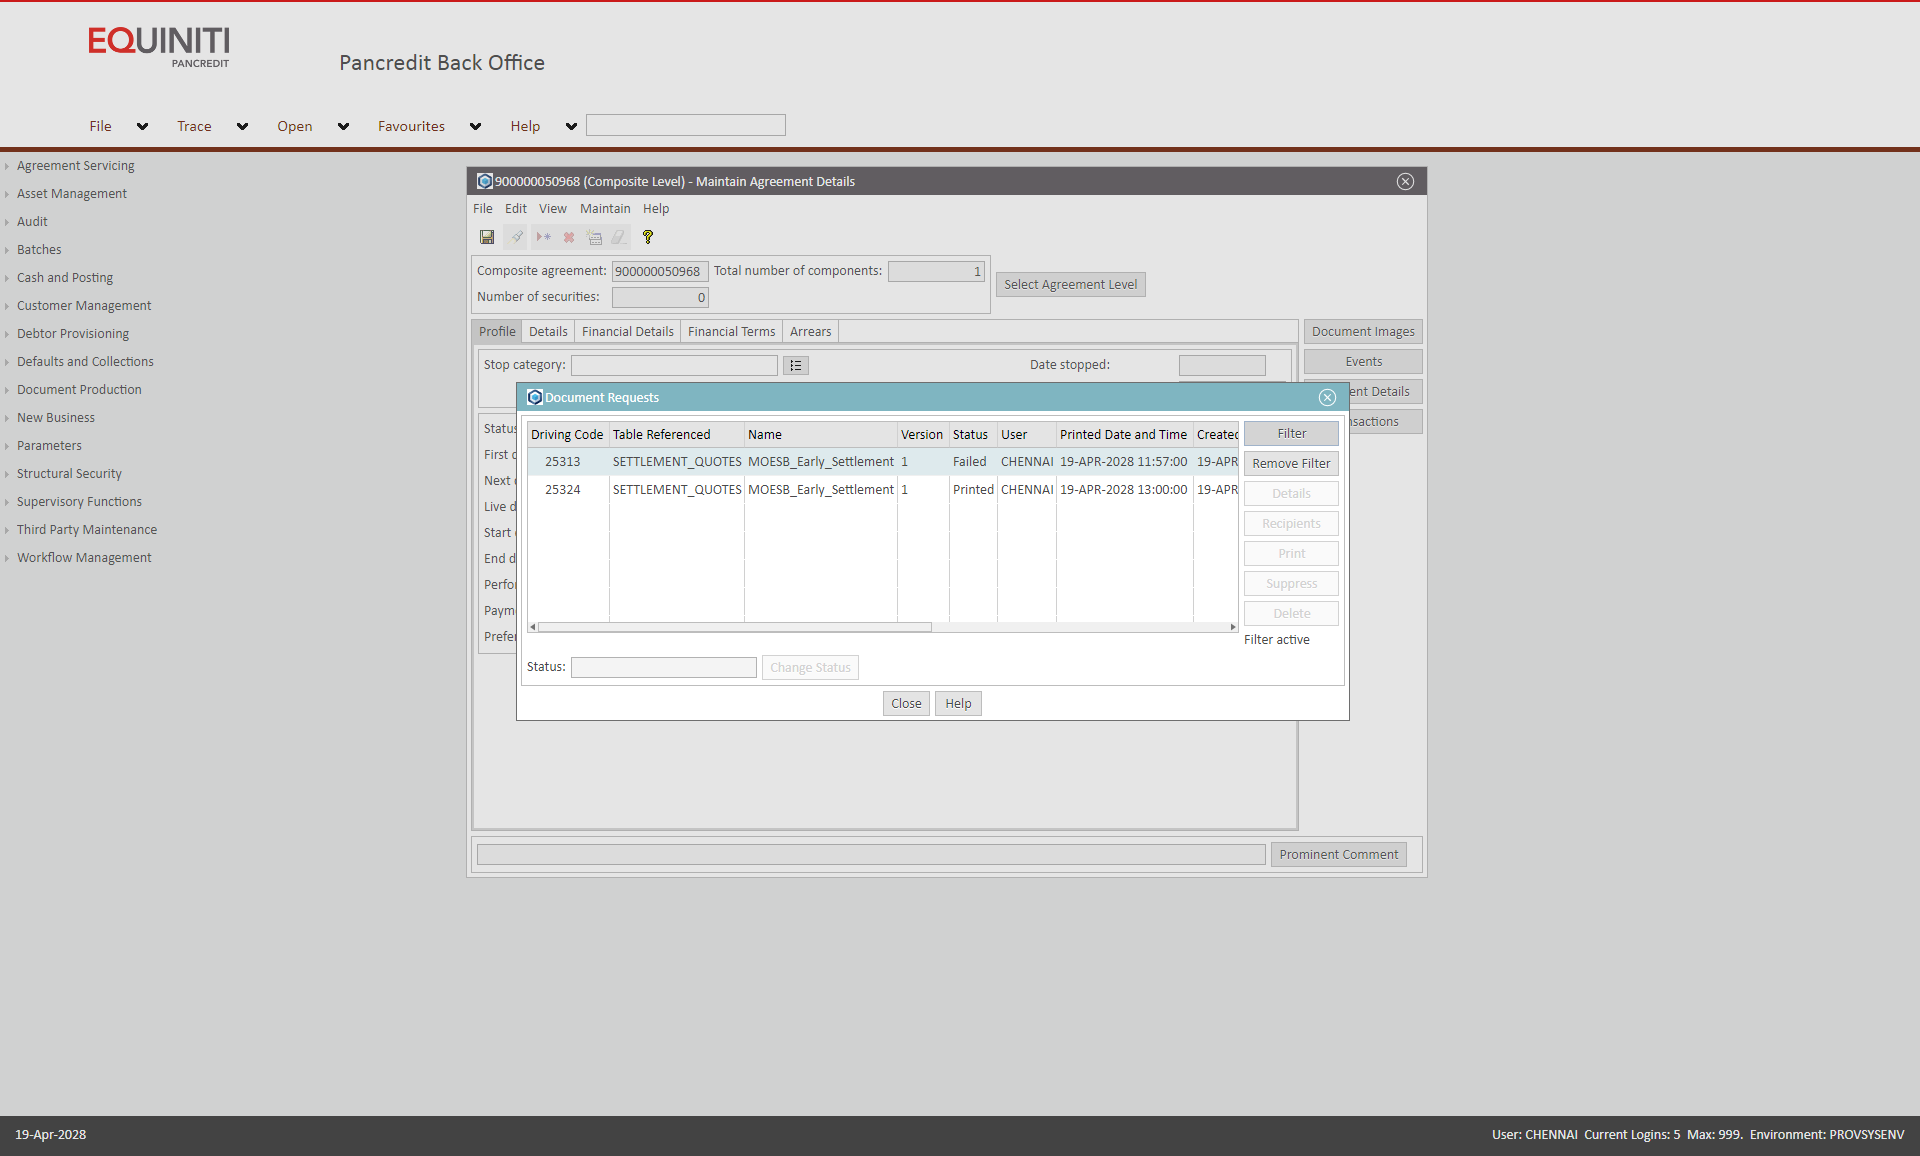 EQUINITI
PANCREDIT
Pancredit Back Office
File Trace Open Favourites Help
Agreement Servicing
Asset Management
Audit
Batches
Cash and Posting
Customer Management
Debtor Provisioning
Defaults and Collections
Document Production
New Business
Parameters
Structural Security
Supervisory Functions
Third Party Maintenance
Workflow Management
900000050968 (Composite Level) - Maintain Agreement Details
File Edit View Maintain Help
Composite agreement: 900000050968 Total number of components: 1
Number of securities: 0
Select Agreement Level
Profile Details Financial Details Financial Terms Arrears
Document Images
Events
ent Details
nsactions
Stop category: Date stopped:
Status
First
Next
Live d
Start
End d
Perfor
Payme
Prefer
Document Requests
Driving Code Table Referenced Name Version Status User Printed Date and Time Created
25313 SETTLEMENT_QUOTES MOESB_Early_Settlement 1 Failed CHENNAI 19-APR-2028 11:57:00 19-APR
25324 SETTLEMENT_QUOTES MOESB_Early_Settlement 1 Printed CHENNAI 19-APR-2028 13:00:00 19-APR
Filter
Remove Filter
Details
Recipients
Print
Suppress
Delete
Filter active
Status: Change Status
Close Help
Prominent Comment
19-Apr-2028
User: CHENNAI Current Logins: 5 Max: 999. Environment: PROVSYSENV